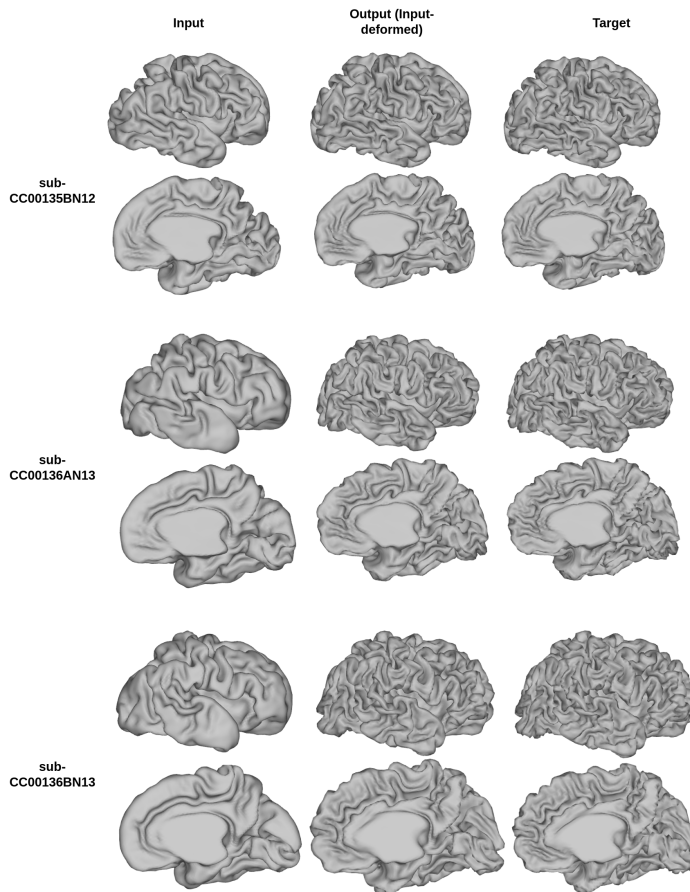 Input
Output (Input-
deformed)
Target
sub-
CC00135BN12
sub-
CC00136AN13
sub-
CC00136BN13